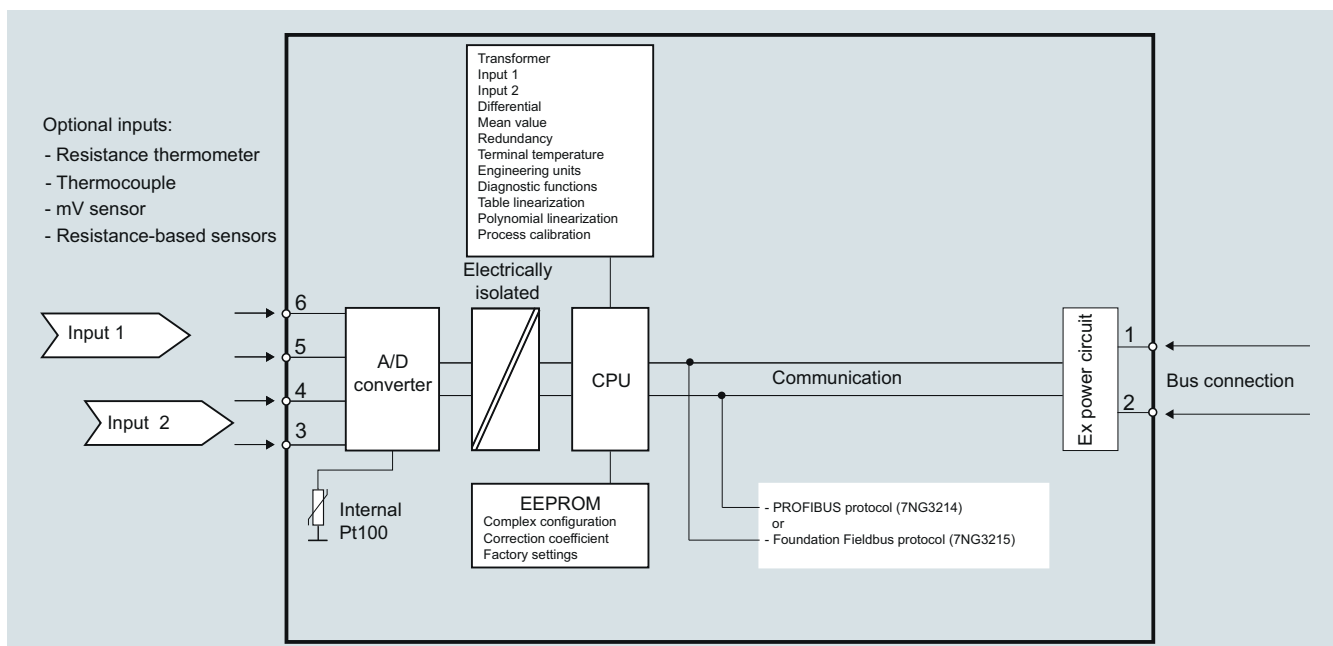 Transformer
Input 1
Input 2
Differential
Mean value
Redundancy
Terminal temperature
Engineering units
Diagnostic functions
Table linearization
Polynomial linearization
Process calibration
Optional inputs:
- Resistance thermometer
- Thermocouple
- mV sensor
- Resistance-based sensors
Electrically
isolated
Input 1
Input 2
6
5
4
3
A/D
converter
CPU
Communication
Ex power circuit
1
2
Bus connection
Internal
Pt100
EEPROM
Complex configuration
Correction coefficient
Factory settings
- PROFIBUS protocol (7NG3214)
or
- Foundation Fieldbus protocol (7NG3215)